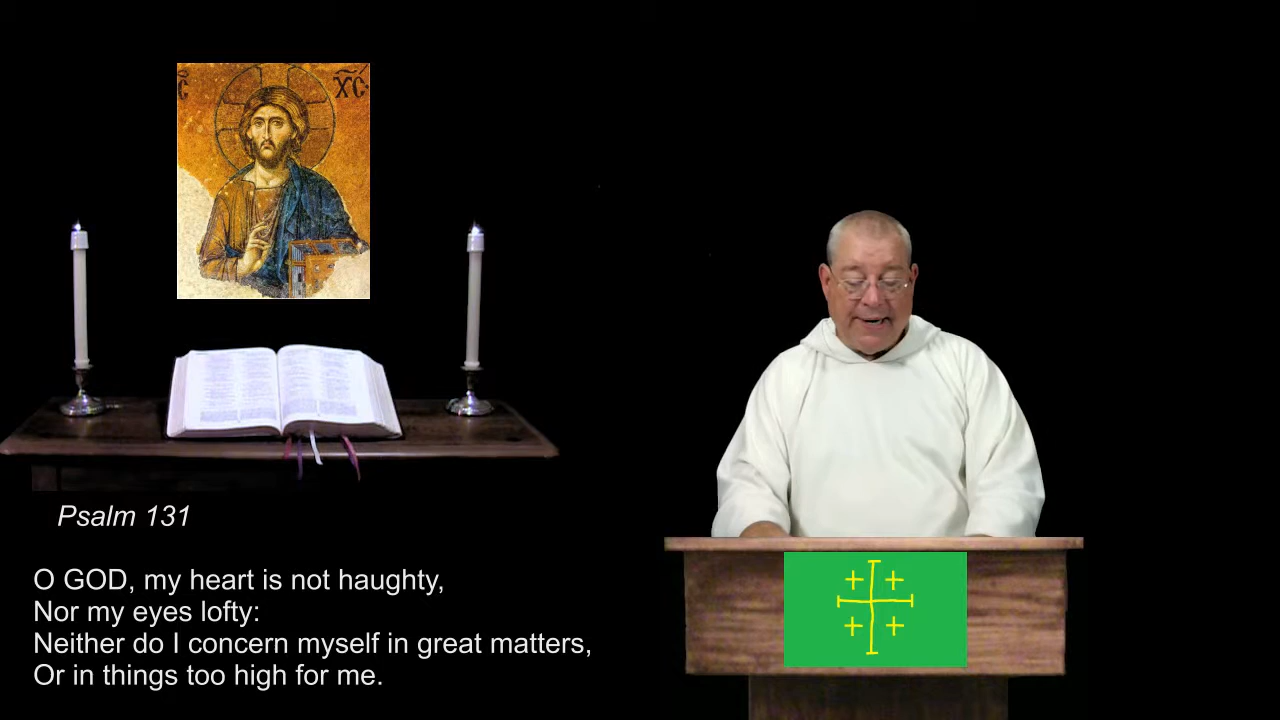 XC
Psalm 131
O GOD, my heart is not haughty,
Nor my eyes lofty:
Neither do I concern myself in great matters,
Or in things too high for me.